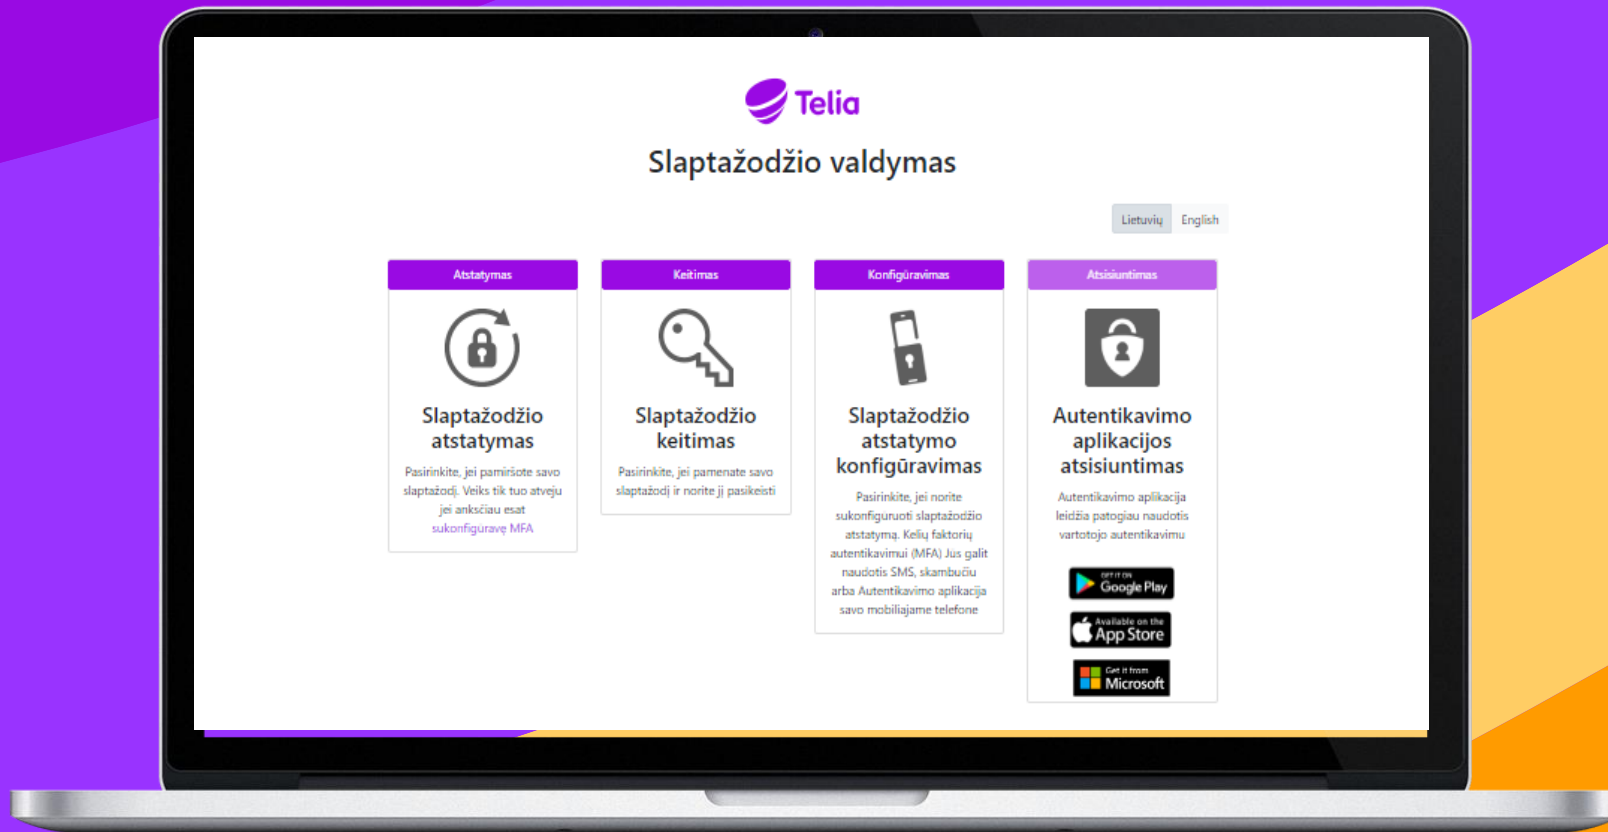 Telia
Slaptažodžio valdymas
Lietuvių English
Atstatymas
Slaptažodžio
atstatymas
Pasirinkite, jei pamiršote savo
slaptažodį. Veiks tik tuo atveju
jei anksčiau esat
sukonfigūravę MFA
Keitimas
Slaptažodžio
keitimas
Pasirinkite, jei pamenate savo
slaptažodį ir norite jį pasikeisti
Konfigūravimas
Slaptažodžio
atstatymo
konfigūravimas
Pasirinkite, jei norite
sukonfigūruoti slaptažodžio
atstatymą. Kelių faktorių
autentikavimui (MFA) Jūs galit
naudotis SMS, skambučiu
arba Autentikavimo aplikacija
savo mobiliajame telefone
Atsisiuntimas
Autentikavimo
aplikacijos
atsisiuntimas
Autentikavimo aplikacija
leidžia patogiau naudotis
vartotojo autentikavimu
GET IT ON
Google Play
Available on the
App Store
Get it from
Microsoft